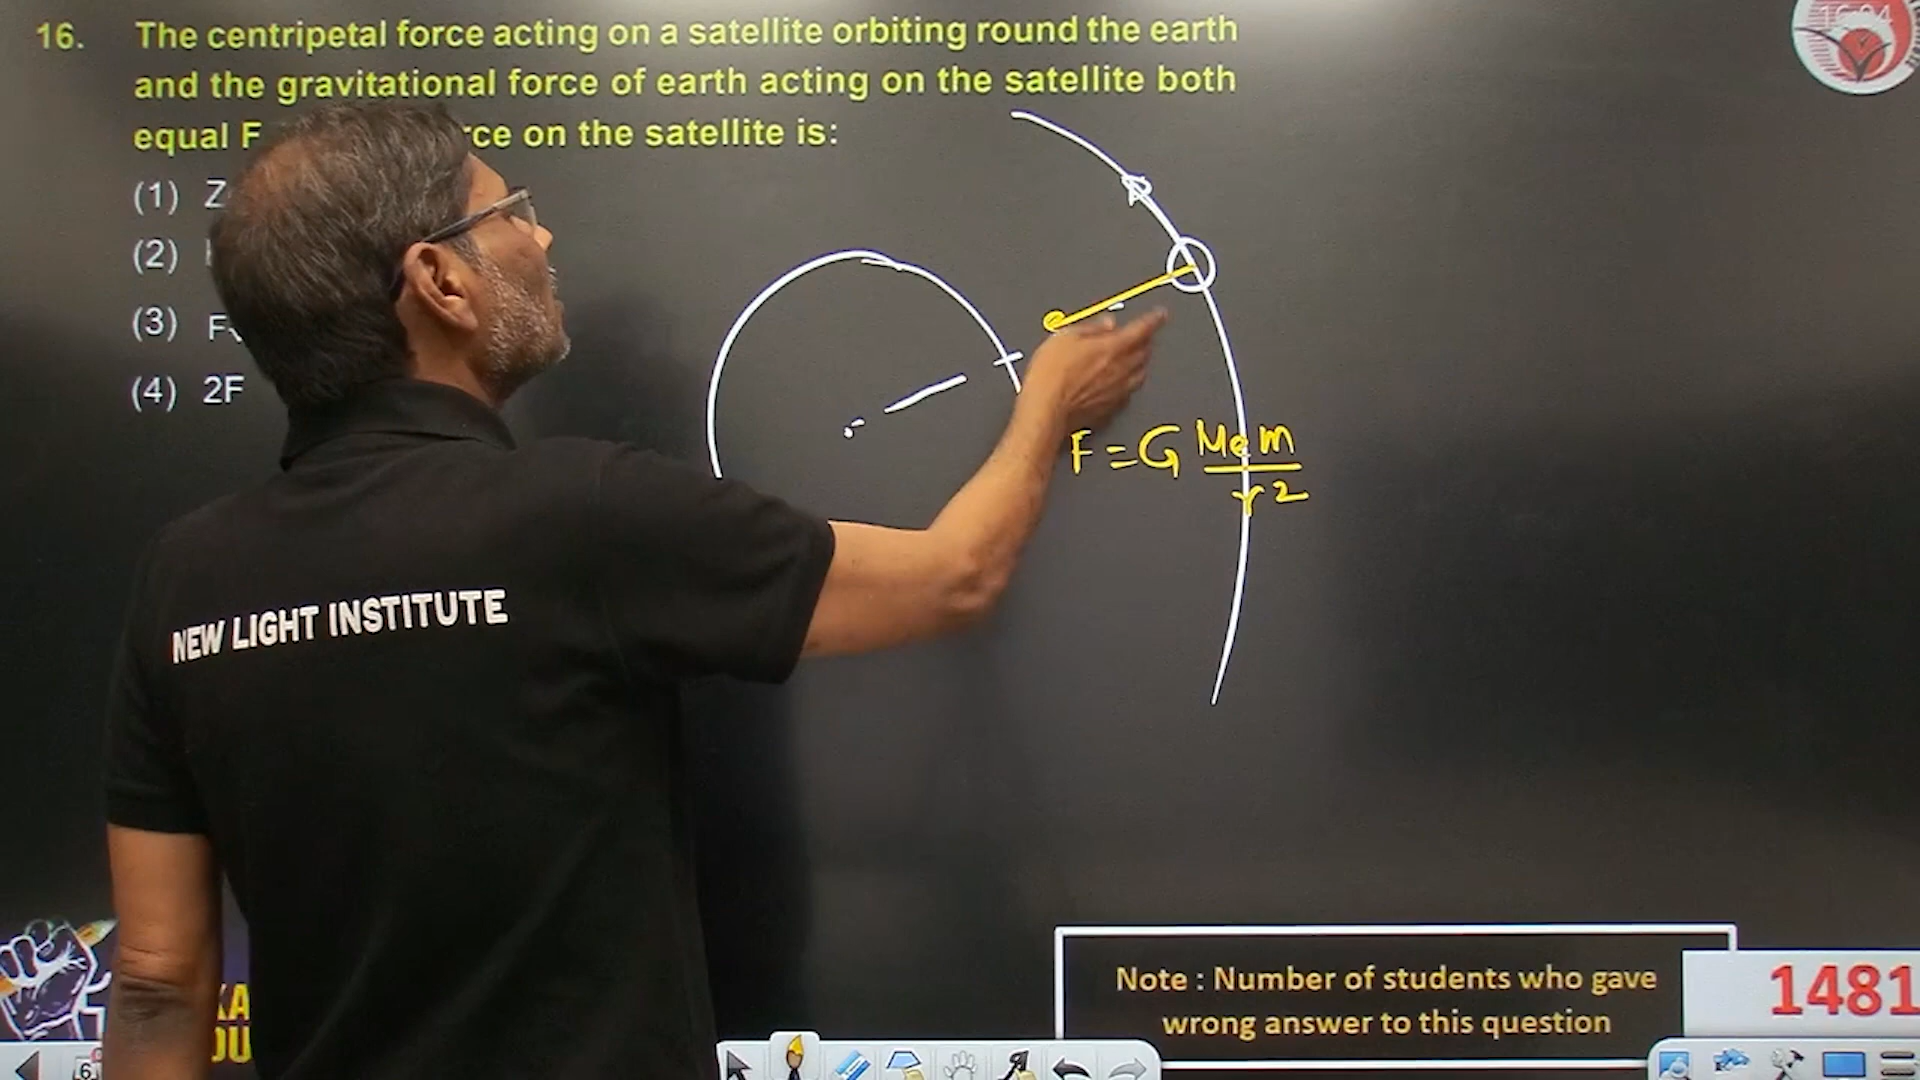 16. The centripetal force acting on a satellite orbiting round the earth
and the gravitational force of earth acting on the satellite both
equal F rce on the satellite is:
(1) Z
(2)
(3) F
(4) 2F
F = G Mem
r2
NEW LIGHT INSTITUTE
Note : Number of students who gave
wrong answer to this question
1481
6